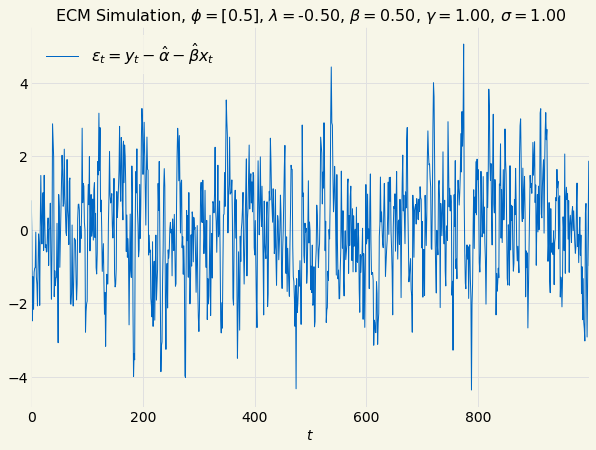 ECM Simulation, ϕ = [0.5], λ = -0.50, β = 0.50, γ = 1.00, σ = 1.00
εₜ = yₜ − α̂ − β̂xₜ
4
2
0
−2
−4
0 200 400 600 800
t